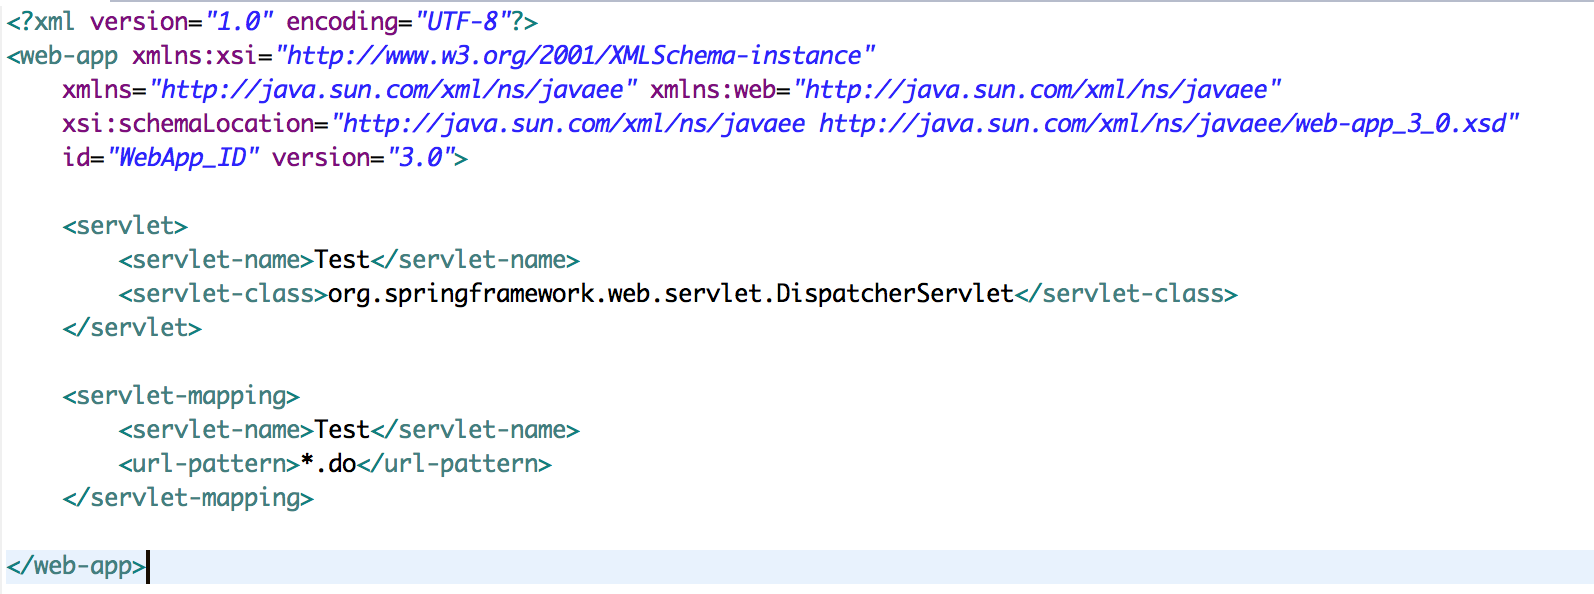 <?xml version="1.0" encoding="UTF-8"?>
<web-app xmlns:xsi="http://www.w3.org/2001/XMLSchema-instance"
    xmlns="http://java.sun.com/xml/ns/javaee" xmlns:web="http://java.sun.com/xml/ns/javaee"
    xsi:schemaLocation="http://java.sun.com/xml/ns/javaee http://java.sun.com/xml/ns/javaee/web-app_3_0.xsd"
    id="WebApp_ID" version="3.0">
    <servlet>
        <servlet-name>Test</servlet-name>
        <servlet-class>org.springframework.web.servlet.DispatcherServlet</servlet-class>
    </servlet>
    <servlet-mapping>
        <servlet-name>Test</servlet-name>
        <url-pattern>*.do</url-pattern>
    </servlet-mapping>
</web-app>